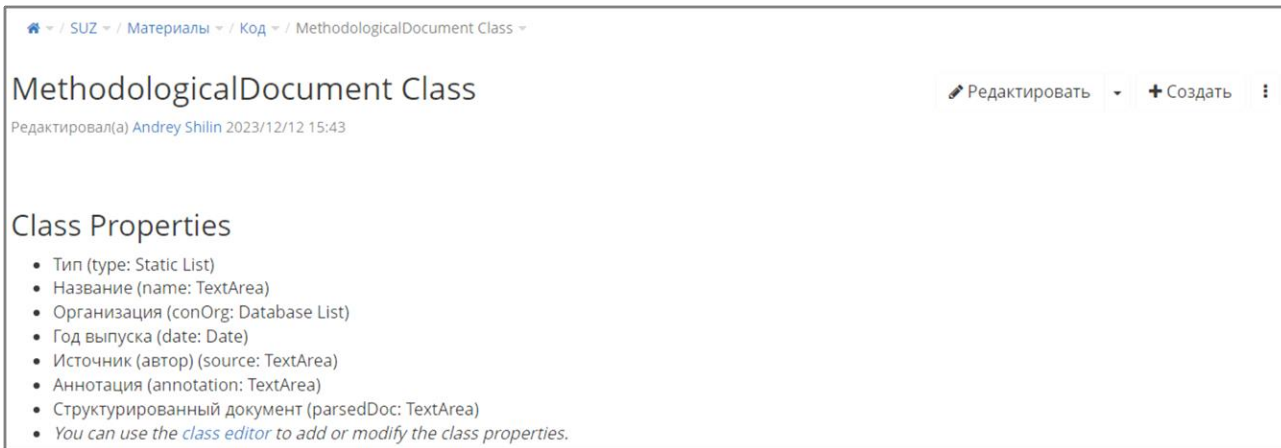 / SUZ / Материалы / Код / MethodologicalDocument Class
MethodologicalDocument Class
Редактировать
Создать
Редактировал(а) Andrey Shilin 2023/12/12 15:43
Class Properties
• Тип (type: Static List)
• Название (name: TextArea)
• Организация (conOrg: Database List)
• Год выпуска (date: Date)
• Источник (автор) (source: TextArea)
• Аннотация (annotation: TextArea)
• Структурированный документ (parsedDoc: TextArea)
• You can use the class editor to add or modify the class properties.